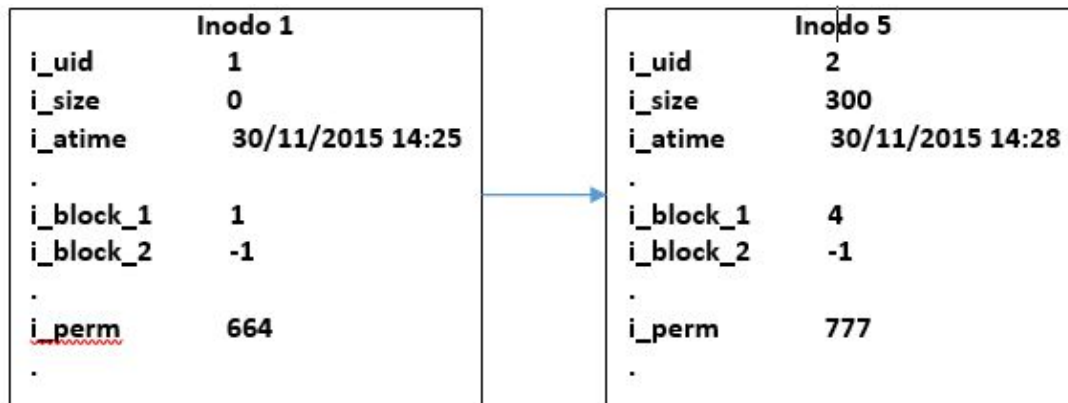 Inodo 1
i_uid 1
i_size 0
i_atime 30/11/2015 14:25
.
i_block_1 1
i_block_2 -1
.
i_perm 664
.
Inodo 5
i_uid 2
i_size 300
i_atime 30/11/2015 14:28
.
i_block_1 4
i_block_2 -1
.
i_perm 777
.